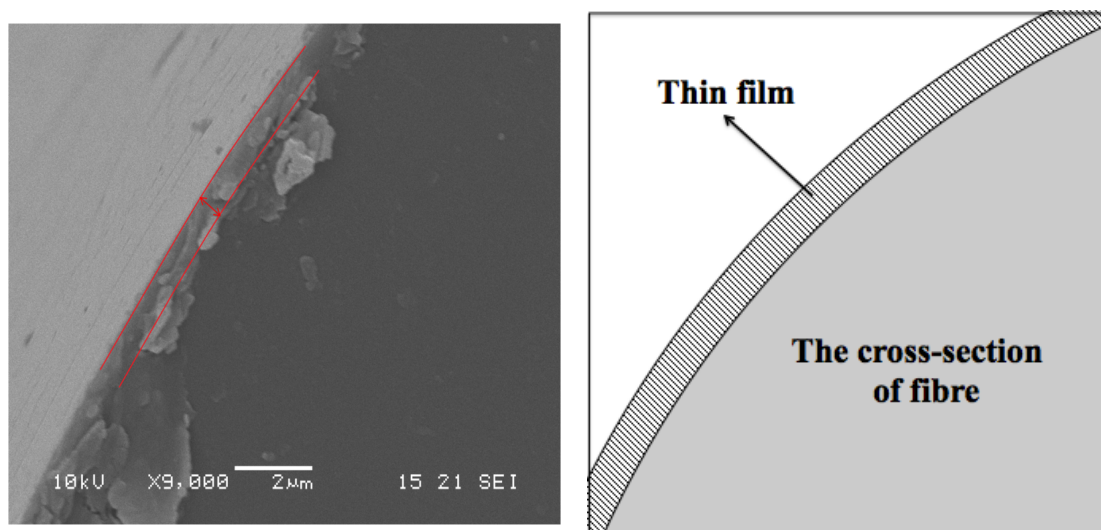 10kV X9,000 2μm 15 21 SEI
Thin film
The cross-section
of fibre